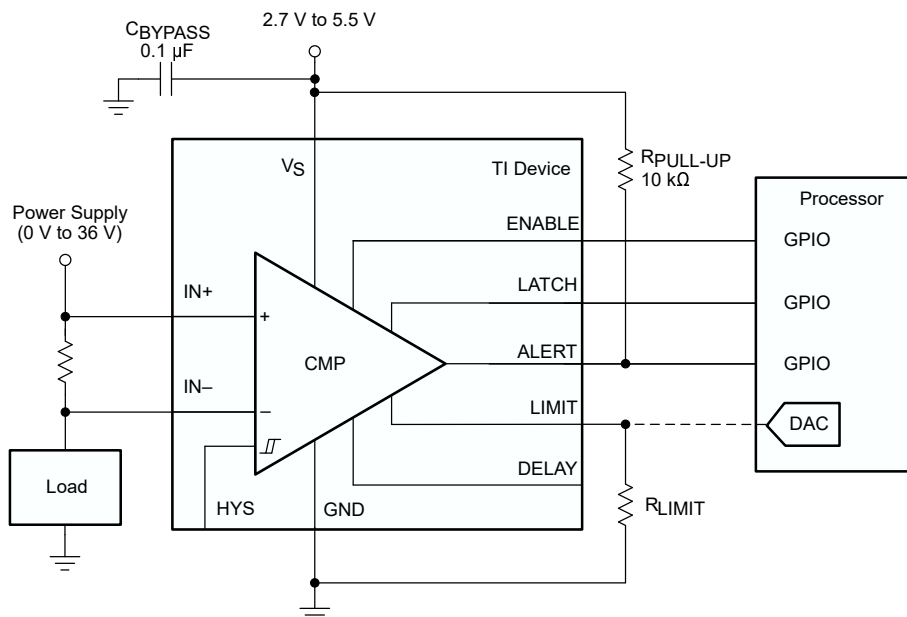 2.7 V to 5.5 V
CBYPASS
0.1 µF
VS
TI Device
RPULL-UP
10 kΩ
Processor
Power Supply
(0 V to 36 V)
ENABLE
GPIO
IN+
LATCH
GPIO
+
CMP
ALERT
GPIO
IN–
–
LIMIT
DAC
Load
DELAY
HYS
GND
RLIMIT